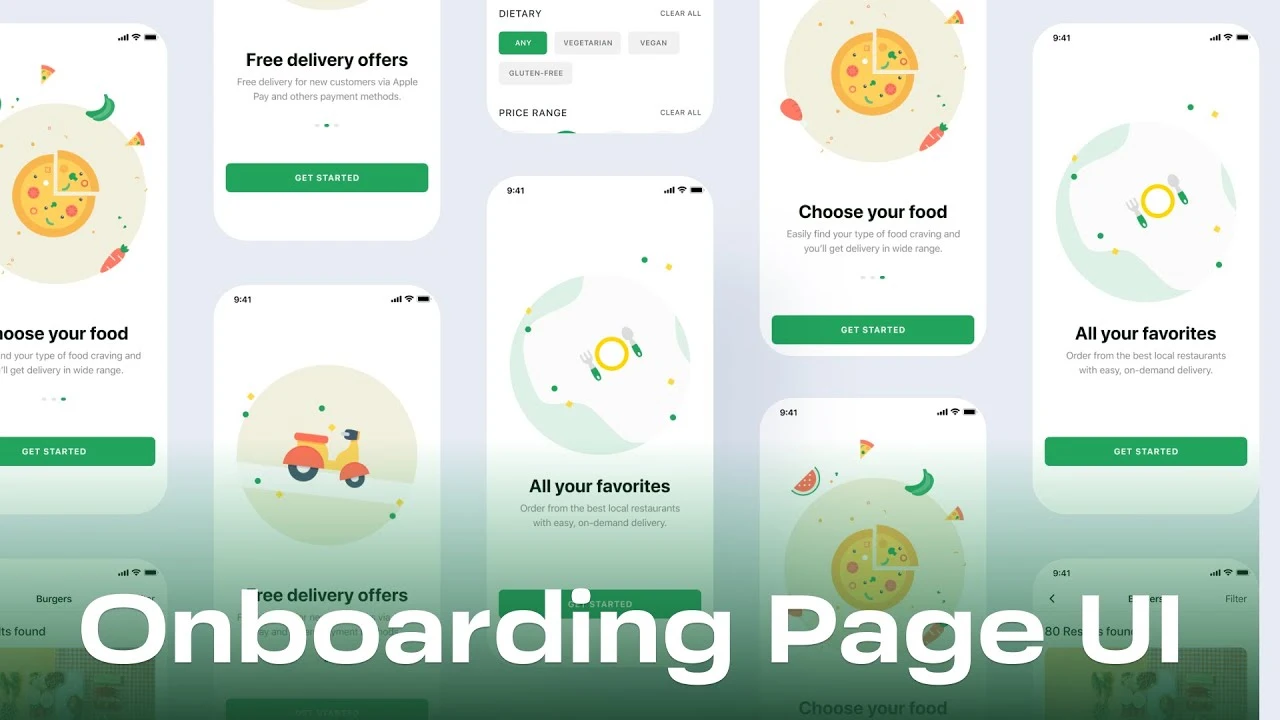 hoose your food
nd your type of food craving and
'll get delivery in wide range.
GET STARTED
Burgers
lts found
Free delivery offers
Free delivery for new customers via Apple
Pay and others payment methods.
GET STARTED
9:41
Free delivery offers
GET STARTED
DIETARY
CLEAR ALL
ANY
VEGETARIAN
VEGAN
GLUTEN-FREE
PRICE RANGE
CLEAR ALL
9:41
All your favorites
Order from the best local restaurants
with easy, on-demand delivery.
GET STARTED
Choose your food
Easily find your type of food craving and
you'll get delivery in wide range.
GET STARTED
9:41
Choose your food
9:41
All your favorites
Order from the best local restaurants
with easy, on-demand delivery.
GET STARTED
9:41
Filter
80 Results found
Onboarding Page UI